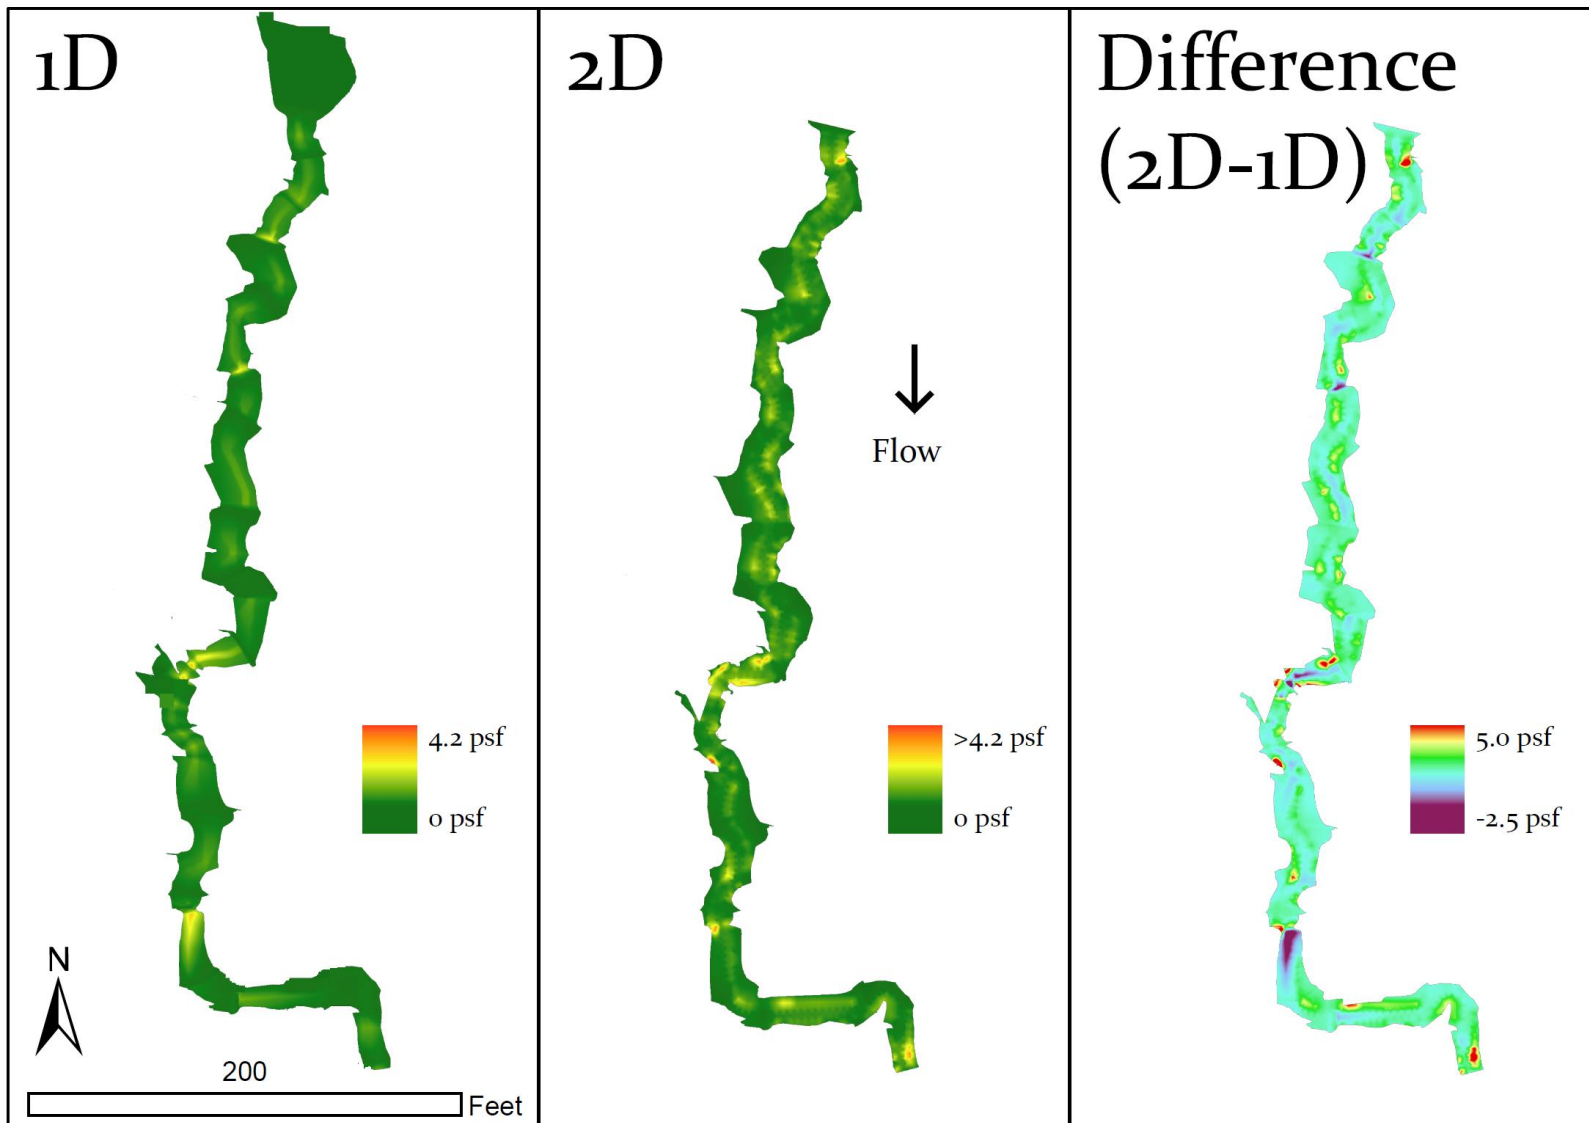 1D
2D
Difference
(2D-1D)
Flow
4.2 psf
0 psf
>4.2 psf
0 psf
5.0 psf
-2.5 psf
N
200
Feet